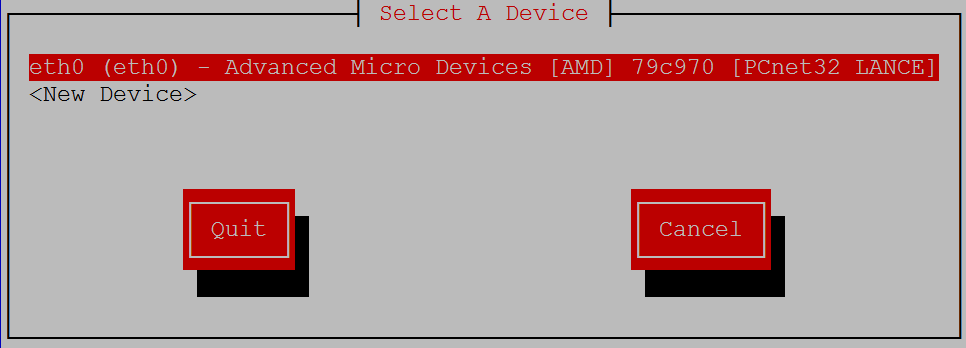 Select A Device
eth0 (eth0) - Advanced Micro Devices [AMD] 79c970 [PCnet32 LANCE]
<New Device>
Quit
Cancel